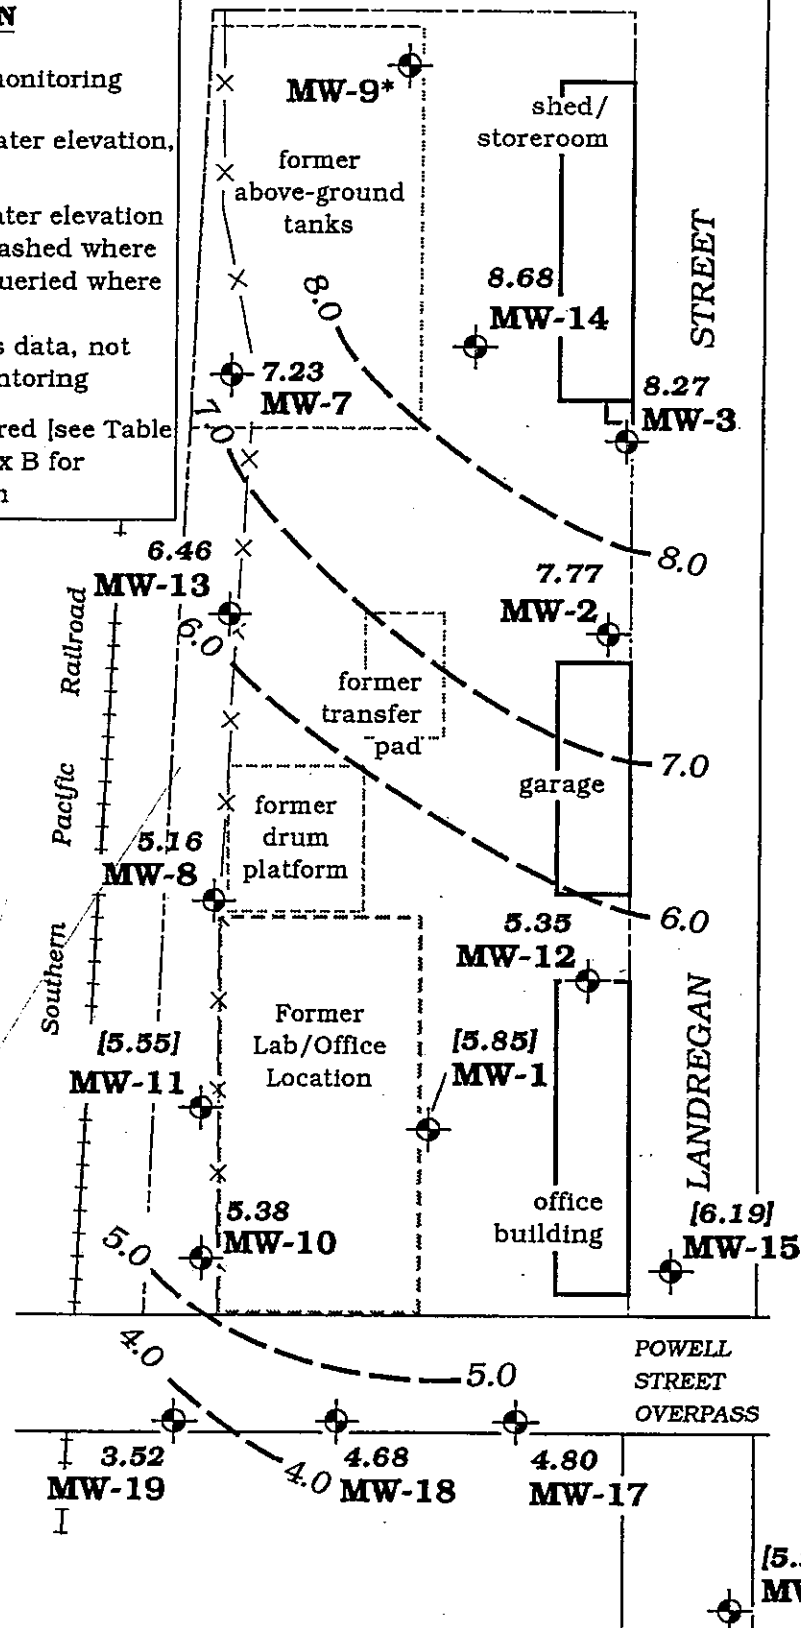 N
monitoring
ater elevation,
ater elevation
ashed where
ueried where
s data, not
ntoring
red [see Table
x B for
n
MW-9*
shed/
storeroom
former
above-ground
tanks
STREET
8.68
MW-14
8.0
7.23
MW-7
8.27
MW-3
7.0
6.46
MW-13
8.0
7.77
MW-2
6.0
former
transfer
pad
7.0
garage
Southern Pacific Railroad
former
drum
platform
5.16
MW-8
6.0
5.35
MW-12
Former
Lab/Office
Location
[5.55]
MW-11
[5.85]
MW-1
LANDREGAN
office
building
5.38
MW-10
[6.19]
MW-15
5.0
4.0
5.0
POWELL
STREET
OVERPASS
3.52
MW-19
4.0
4.68
MW-18
4.80
MW-17
[5.
MW